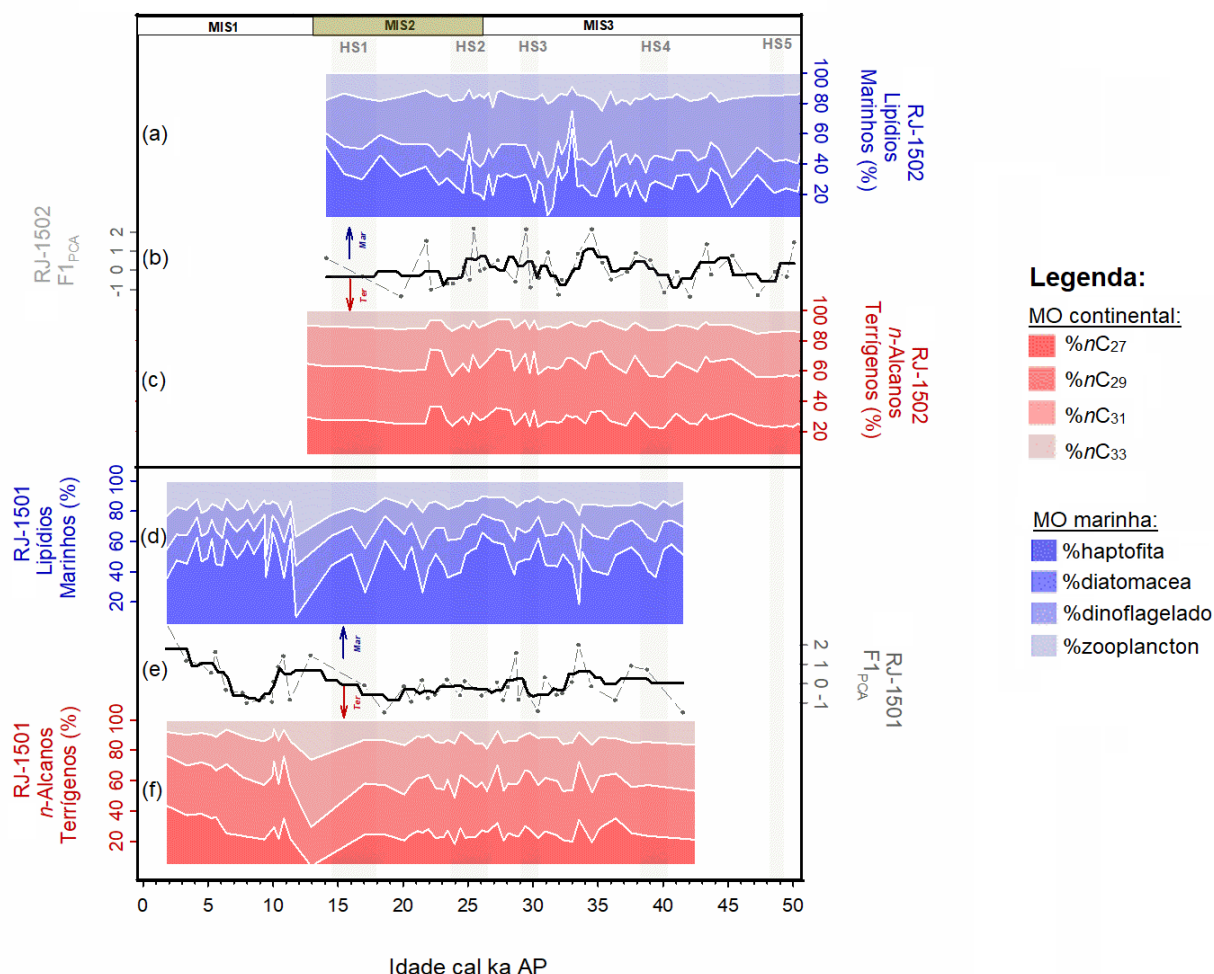 MIS1 MIS2 MIS3
HS1 HS2 HS3 HS4 HS5
(a)
20 40 60 80 100
RJ-1502
Lipídios
Marinhos (%)
RJ-1502
F1PCA
-1 0 1 2
(b)
Mar
Ter
(c)
20 40 60 80 100
RJ-1502
n-Alcanos
Terrígenos (%)
RJ-1501
Lipídios
Marinhos (%)
20 40 60 80 100
(d)
(e)
Mar
Ter
-1 0 1 2
RJ-1501
F1PCA
RJ-1501
n-Alcanos
Terrígenos (%)
20 40 60 80 100
(f)
0 5 10 15 20 25 30 35 40 45 50
Idade cal ka AP
Legenda:
MO continental:
%nC27
%nC29
%nC31
%nC33
MO marinha:
%haptofita
%diatomacea
%dinoflagelado
%zooplancton